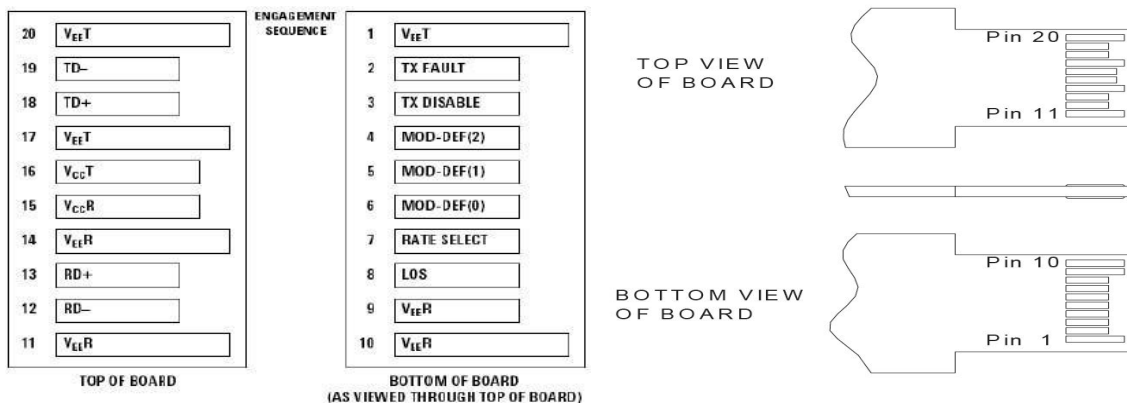 ENGAGEMENT
SEQUENCE
20 VEET
19 TD–
18 TD+
17 VEET
16 VCCT
15 VCCR
14 VEER
13 RD+
12 RD–
11 VEER
TOP OF BOARD
1 VEET
2 TX FAULT
3 TX DISABLE
4 MOD-DEF(2)
5 MOD-DEF(1)
6 MOD-DEF(0)
7 RATE SELECT
8 LOS
9 VEER
10 VEER
BOTTOM OF BOARD
(AS VIEWED THROUGH TOP OF BOARD)
TOP VIEW
OF BOARD
Pin 20
Pin 11
BOTTOM VIEW
OF BOARD
Pin 10
Pin 1